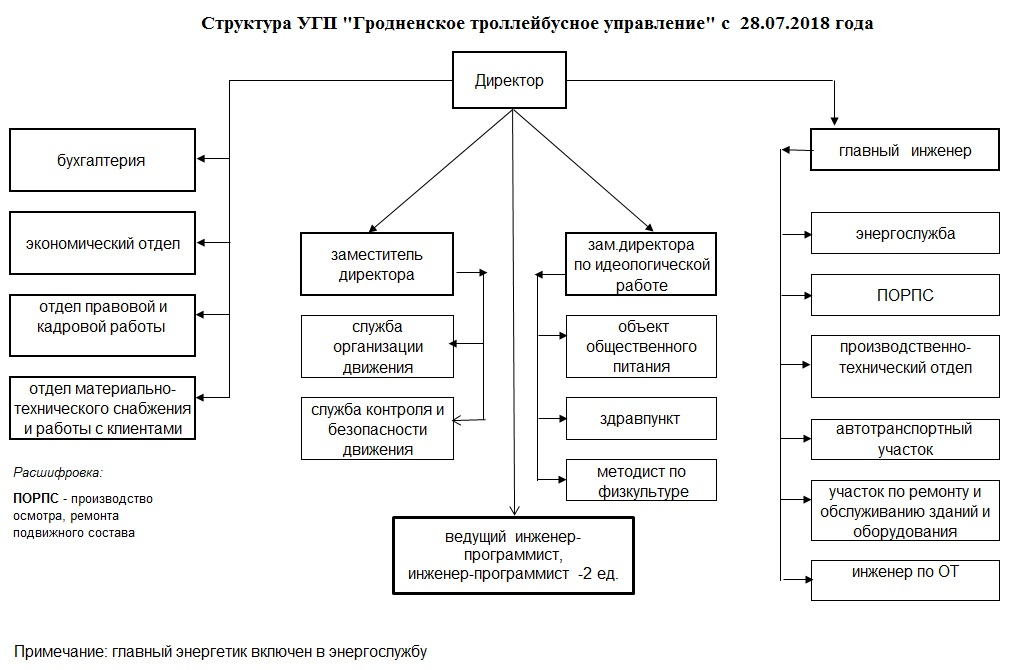 Структура УГП "Гродненское троллейбусное управление" с 28.07.2018 года
Директор
бухгалтерия
экономический отдел
отдел правовой и
кадровой работы
отдел материально-
технического снабжения
и работы с клиентами
Расшифровка:
ПОРПС - производство
осмотра, ремонта
подвижного состава
заместитель
директора
служба
организации
движения
служба контроля и
безопасности
движения
зам.директора
по идеологической
работе
объект
общественного
питания
здравпункт
методист по
физкультуре
ведущий инженер-
программист,
инженер-программист -2 ед.
главный инженер
энергослужба
ПОРПС
производственно-
технический отдел
автотранспортный
участок
участок по ремонту и
обслуживанию зданий и
оборудования
инженер по ОТ
Примечание: главный энергетик включен в энергослужбу